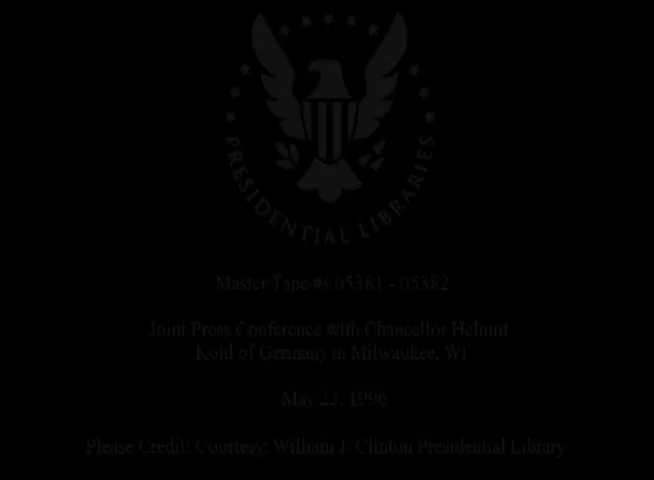 PRESIDENTIAL LIBRARIES
Master Tape #s 05381 - 05382
Joint Press Conference with Chancellor Helmut
Kohl of Germany in Milwaukee, WI
May 23, 1996
Please Credit: Courtesy: William J. Clinton Presidential Library